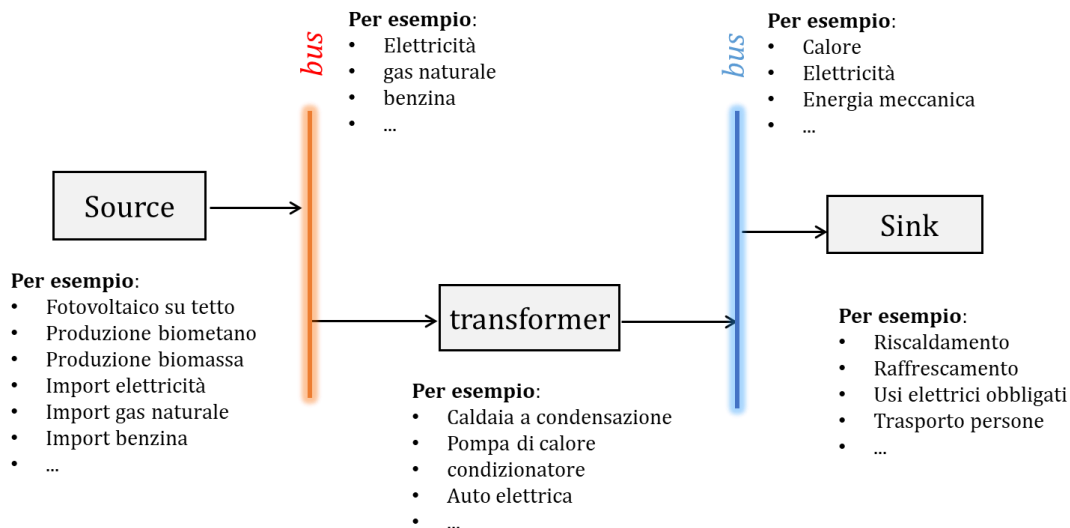 bus
Per esempio:
• Elettricità
• gas naturale
• benzina
• ...
bus
Per esempio:
• Calore
• Elettricità
• Energia meccanica
• ...
Source
Per esempio:
• Fotovoltaico su tetto
• Produzione biometano
• Produzione biomassa
• Import elettricità
• Import gas naturale
• Import benzina
• ...
transformer
Per esempio:
• Caldaia a condensazione
• Pompa di calore
• condizionatore
• Auto elettrica
• ...
Sink
Per esempio:
• Riscaldamento
• Raffrescamento
• Usi elettrici obbligati
• Trasporto persone
• ...